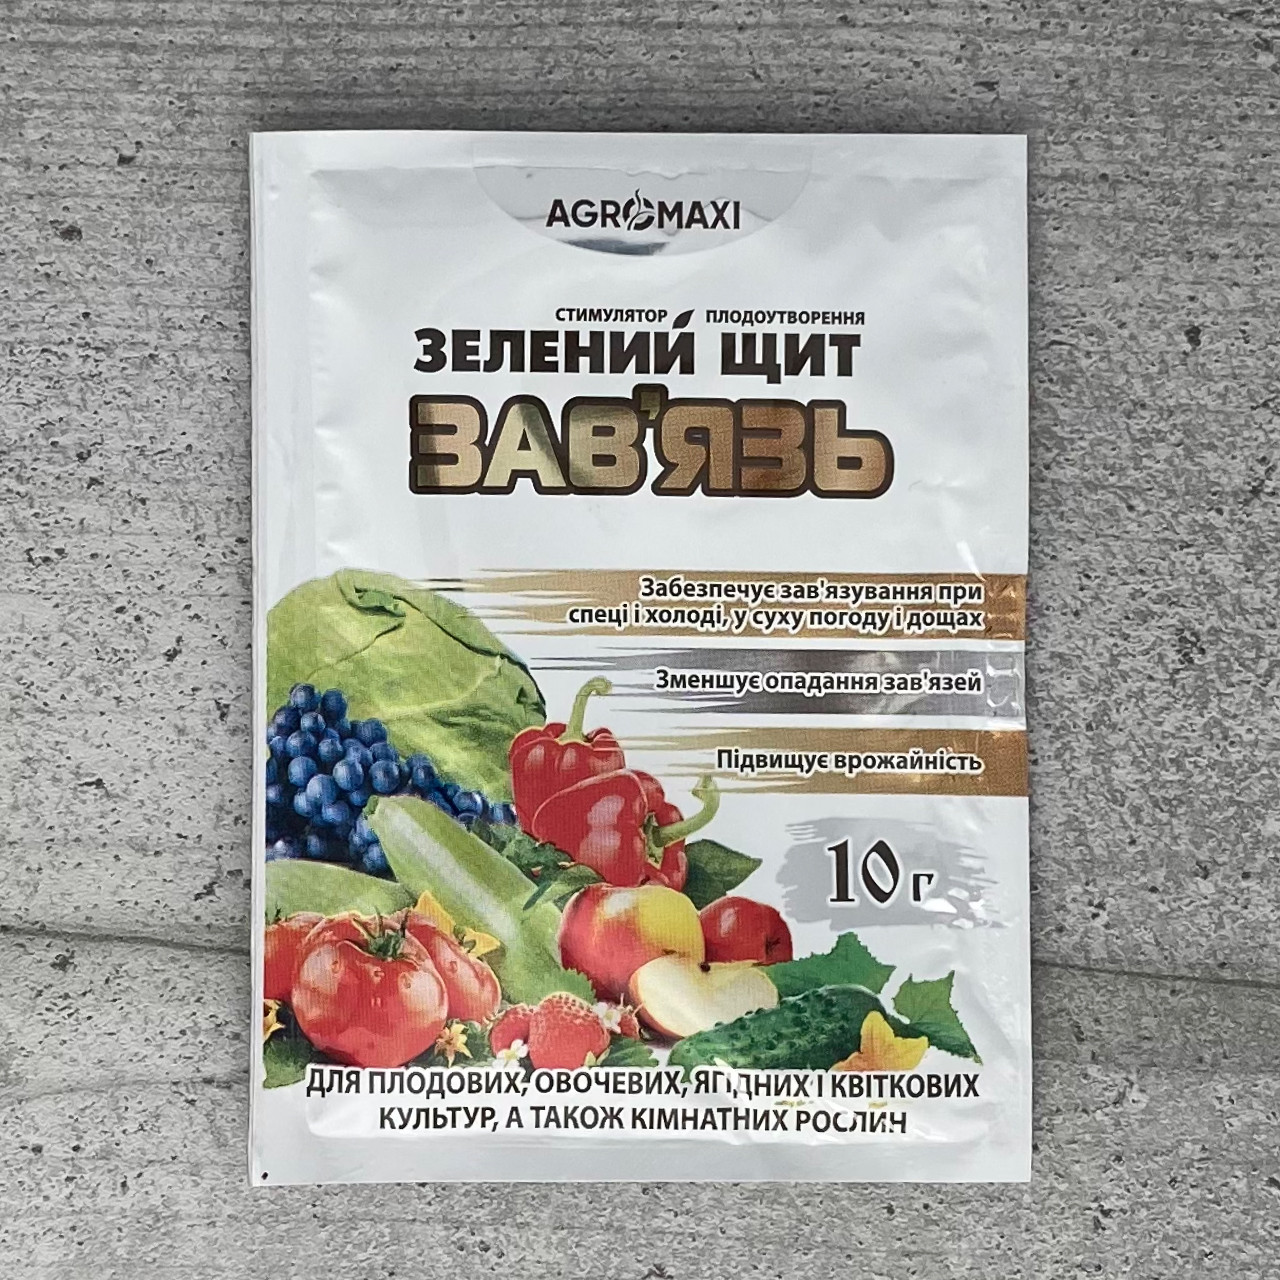 AGROMAXI
СТИМУЛЯТОР ПЛОДОУТВОРЕННЯ
ЗЕЛЕНИЙ ЩИТ
ЗАВ'ЯЗЬ
Забезпечує зав'язування при
спеці і холоді, у суху погоду і дощах
Зменшує опадання зав'язей
Підвищує врожайність
10 г
ДЛЯ ПЛОДОВИХ, ОВОЧЕВИХ, ЯГІДНИХ І КВІТКОВИХ
КУЛЬТУР, А ТАКОЖ КІМНАТНИХ РОСЛИН